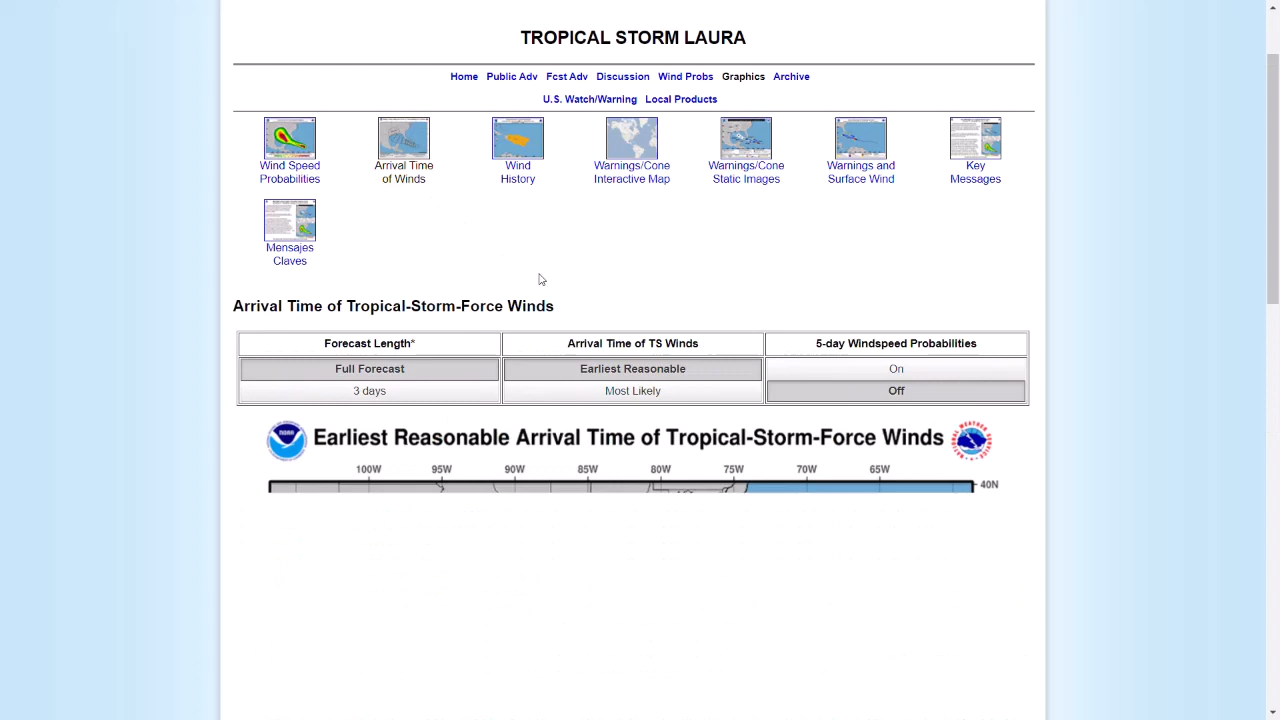 TROPICAL STORM LAURA
Home Public Adv Fcst Adv Discussion Wind Probs Graphics Archive
U.S. Watch/Warning Local Products
Wind Speed Probabilities
Arrival Time of Winds
Wind History
Warnings/Cone Interactive Map
Warnings/Cone Static Images
Warnings and Surface Wind
Key Messages
Mensajes Claves
Arrival Time of Tropical-Storm-Force Winds
Forecast Length* Arrival Time of TS Winds 5-day Windspeed Probabilities
Full Forecast Earliest Reasonable On
3 days Most Likely Off
Earliest Reasonable Arrival Time of Tropical-Storm-Force Winds
100W 95W 90W 85W 80W 75W 70W 65W
40N